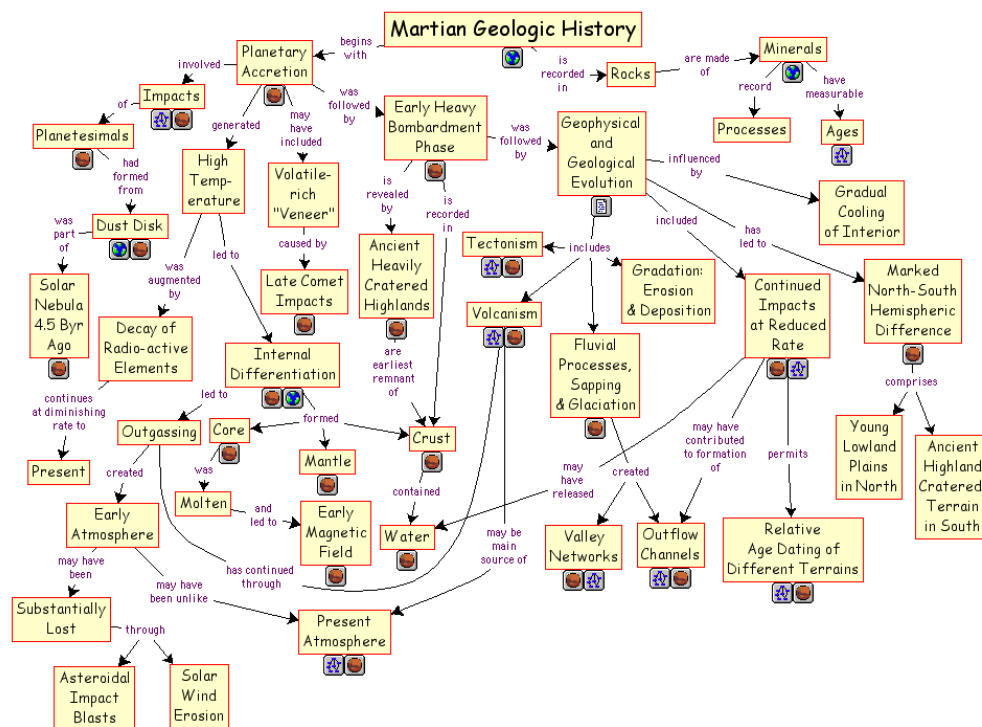 Martian Geologic History
begins
with
Planetary
Accretion
is
recorded
in
Rocks
are made
of
Minerals
record
have
measurable
Processes
Ages
involved
Impacts
of
Planetesimals
had
formed
from
Dust Disk
was
part
of
Solar
Nebula
4.5 Byr
Ago
generated
High
Temp-
erature
may
have
included
Volatile-
rich
"Veneer"
caused by
Late Comet
Impacts
was
followed
by
Early Heavy
Bombardment
Phase
is
revealed
by
Ancient
Heavily
Cratered
Highlands
is
recorded
in
was
followed
by
Geophysical
and
Geological
Evolution
influenced
by
Gradual
Cooling
of Interior
included
has
led to
includes
Tectonism
Gradation:
Erosion
& Deposition
Volcanism
Fluvial
Processes,
Sapping
& Glaciation
Continued
Impacts
at Reduced
Rate
Marked
North-South
Hemispheric
Difference
comprises
Young
Lowland
Plains
in North
Ancient
Highland
Cratered
Terrain
in South
was
augmented
by
Decay of
Radio-active
Elements
continues
at diminishing
rate to
Present
led to
Internal
Differentiation
are
earliest
remnant
of
led to
Outgassing
formed
Core
Mantle
Crust
was
Molten
and
led to
Early
Magnetic
Field
contained
Water
may
have
released
created
Valley
Networks
Outflow
Channels
may have
contributed
to formation
of
permits
Relative
Age Dating of
Different Terrains
created
Early
Atmosphere
has continued
through
may be
main
source of
may have
been
Substantially
Lost
may have
been unlike
Present
Atmosphere
through
Asteroidal
Impact
Blasts
Solar
Wind
Erosion